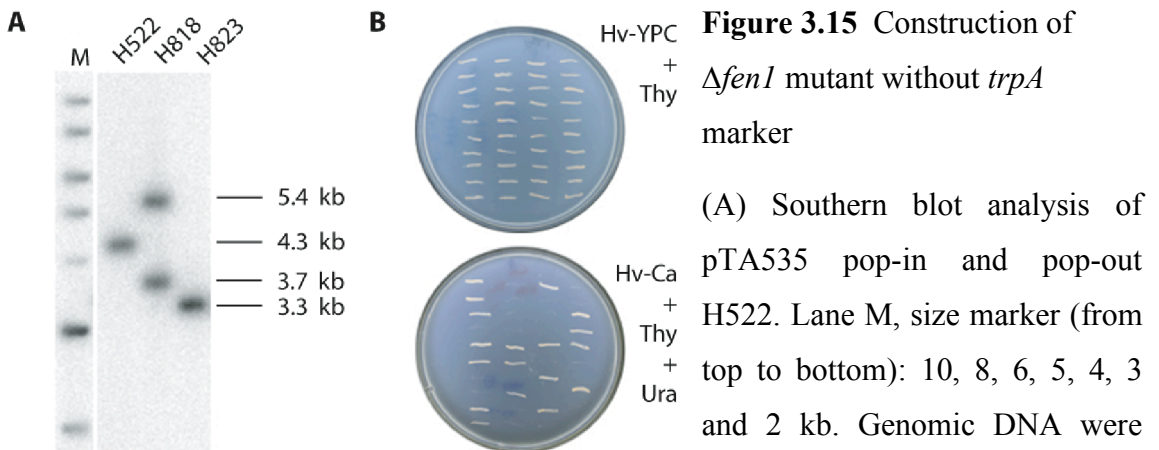 A
M
H522
H818
H823
5.4 kb
4.3 kb
3.7 kb
3.3 kb
B
Hv-YPC
+
Thy
Hv-Ca
+
Thy
+
Ura
Figure 3.15 Construction of
Δfen1 mutant without trpA
marker
(A) Southern blot analysis of
pTA535 pop-in and pop-out
H522. Lane M, size marker (from
top to bottom): 10, 8, 6, 5, 4, 3
and 2 kb. Genomic DNA were